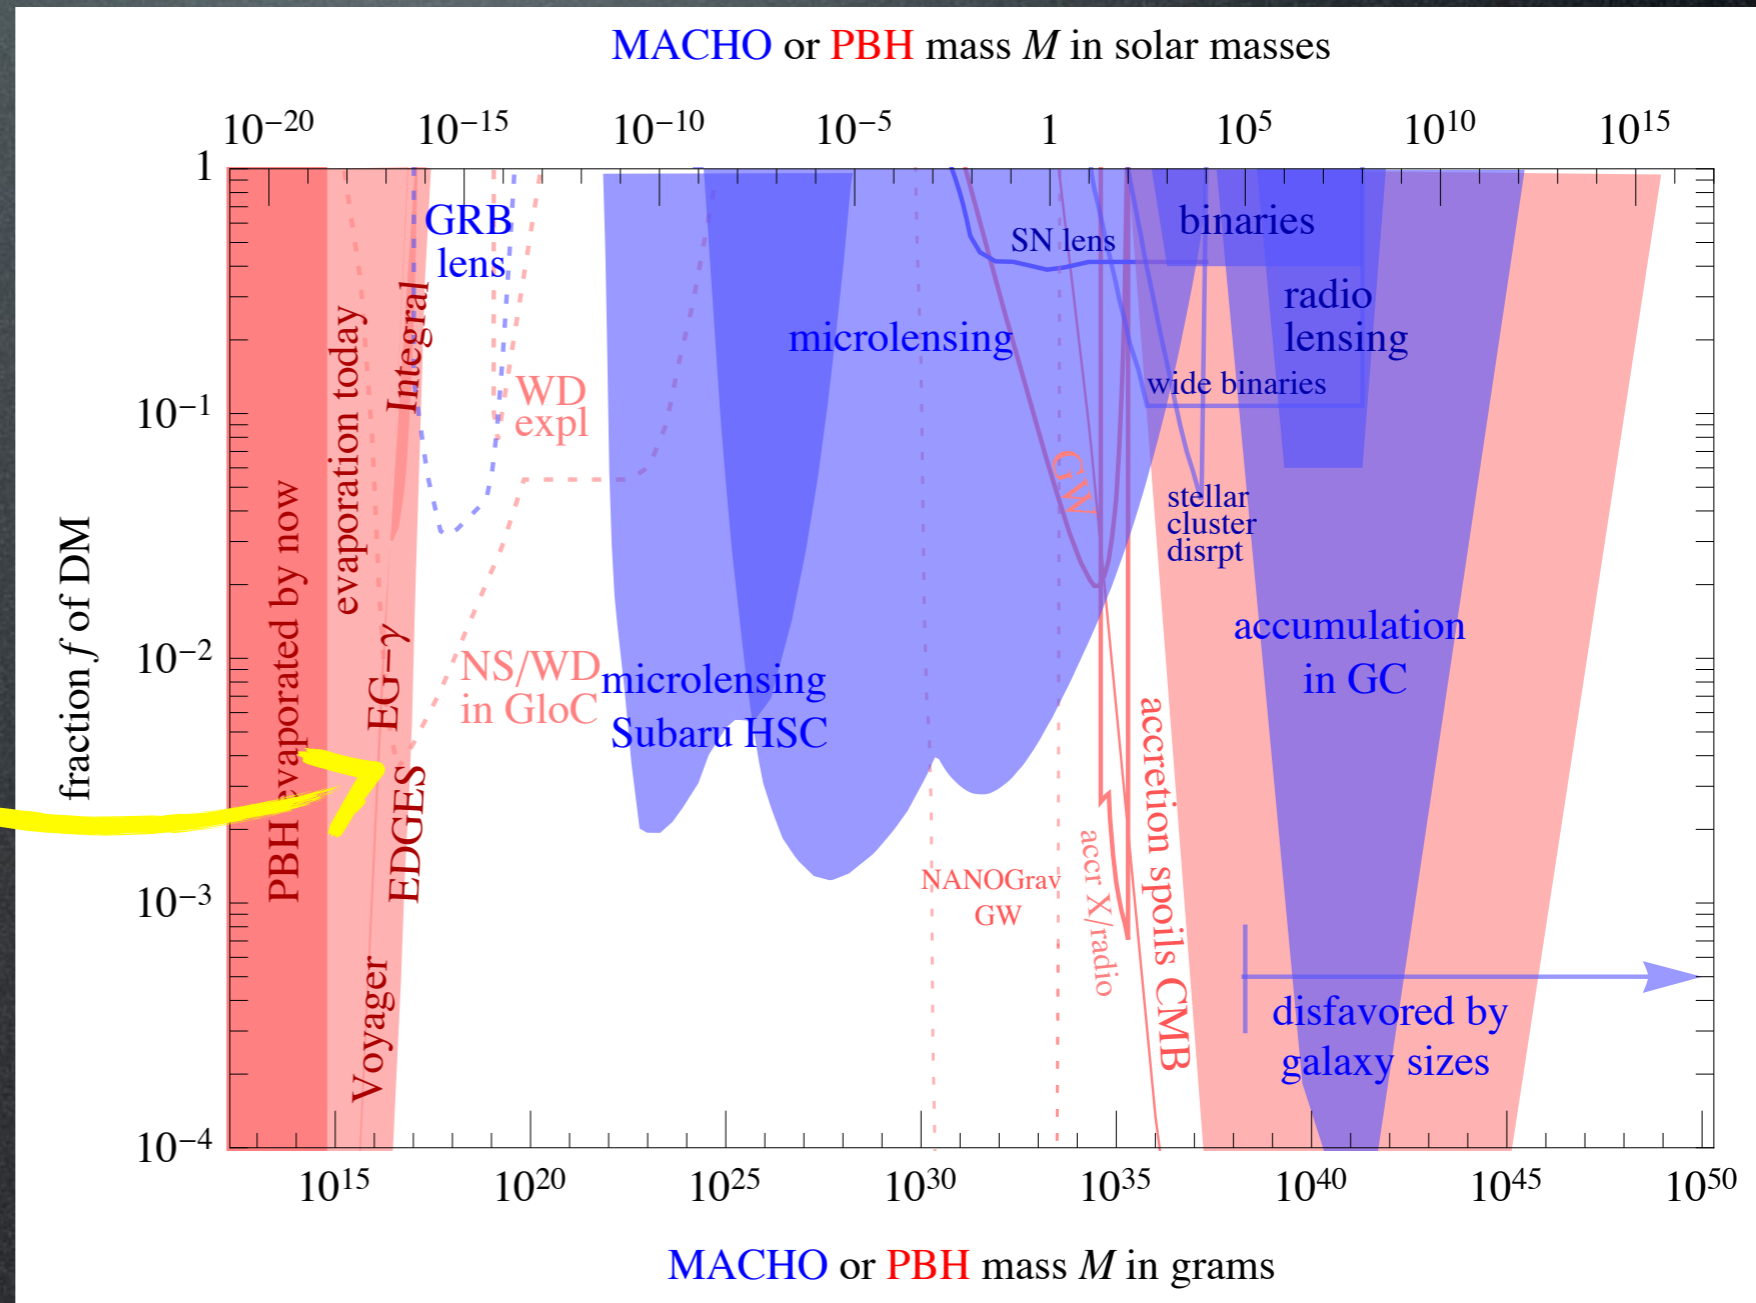 MACHO or PBH mass M in solar masses
10⁻²⁰ 10⁻¹⁵ 10⁻¹⁰ 10⁻⁵ 1 10⁵ 10¹⁰ 10¹⁵
1
10⁻¹
10⁻²
10⁻³
10⁻⁴
fraction f of DM
PBH evaporated by now
evaporation today
Integral
EG−γ
EDGES
Voyager
GRB
lens
WD
expl
NS/WD
in GloC
microlensing
Subaru HSC
microlensing
SN lens
binaries
radio
lensing
wide binaries
GW
stellar
cluster
disrpt
accumulation
in GC
NANOGrav
GW
accr X/radio
accretion spoils CMB
disfavored by
galaxy sizes
10¹⁵ 10²⁰ 10²⁵ 10³⁰ 10³⁵ 10⁴⁰ 10⁴⁵ 10⁵⁰
MACHO or PBH mass M in grams